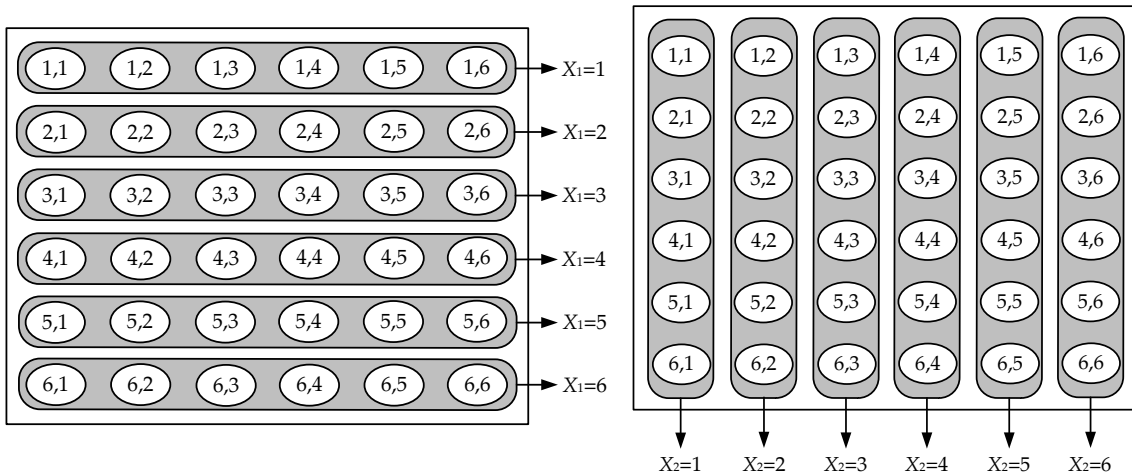 1,1 1,2 1,3 1,4 1,5 1,6 X₁=1
2,1 2,2 2,3 2,4 2,5 2,6 X₁=2
3,1 3,2 3,3 3,4 3,5 3,6 X₁=3
4,1 4,2 4,3 4,4 4,5 4,6 X₁=4
5,1 5,2 5,3 5,4 5,5 5,6 X₁=5
6,1 6,2 6,3 6,4 6,5 6,6 X₁=6
1,1 1,2 1,3 1,4 1,5 1,6
2,1 2,2 2,3 2,4 2,5 2,6
3,1 3,2 3,3 3,4 3,5 3,6
4,1 4,2 4,3 4,4 4,5 4,6
5,1 5,2 5,3 5,4 5,5 5,6
6,1 6,2 6,3 6,4 6,5 6,6
X₂=1 X₂=2 X₂=3 X₂=4 X₂=5 X₂=6